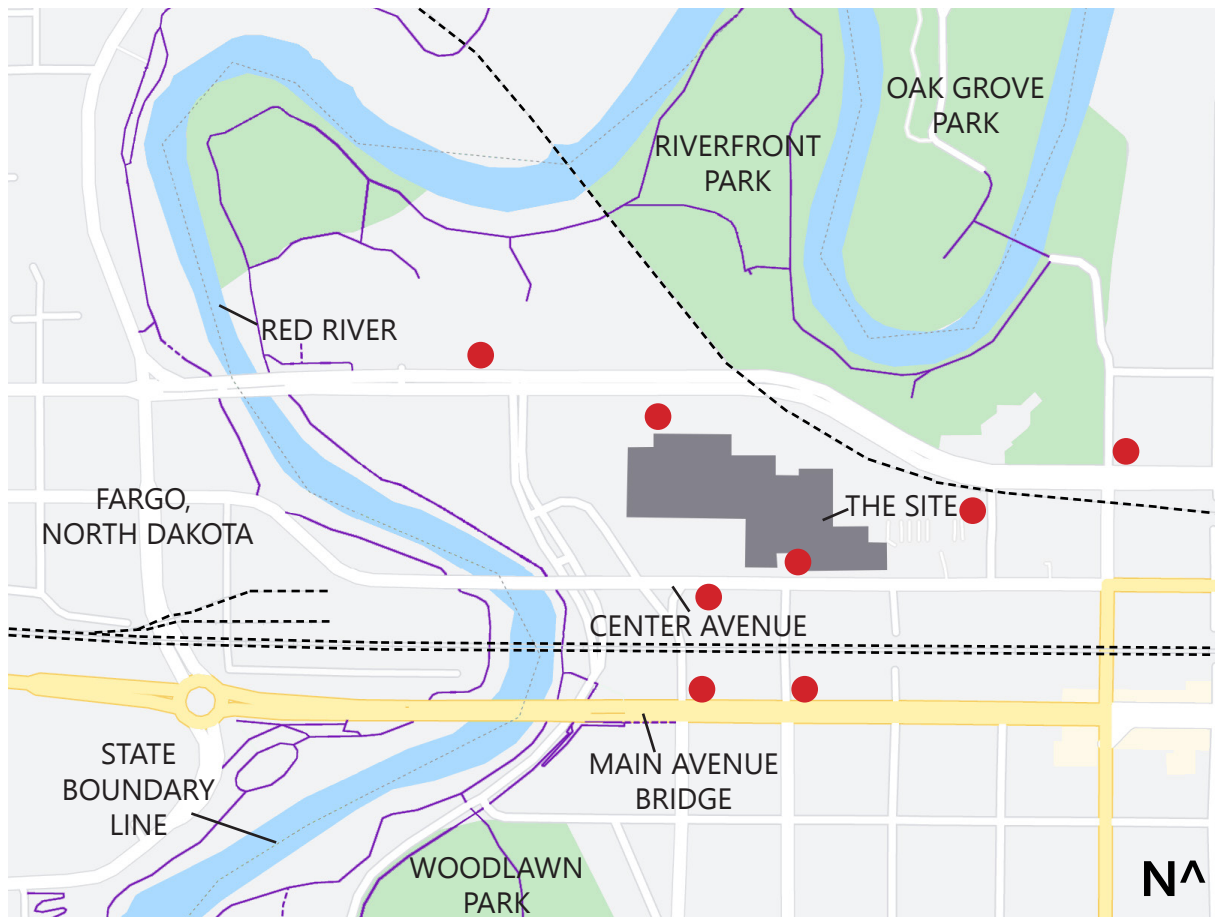 OAK GROVE
PARK
RIVERFRONT
PARK
RED RIVER
FARGO,
NORTH DAKOTA
THE SITE
CENTER AVENUE
STATE
BOUNDARY
LINE
MAIN AVENUE
BRIDGE
WOODLAWN
PARK
N^